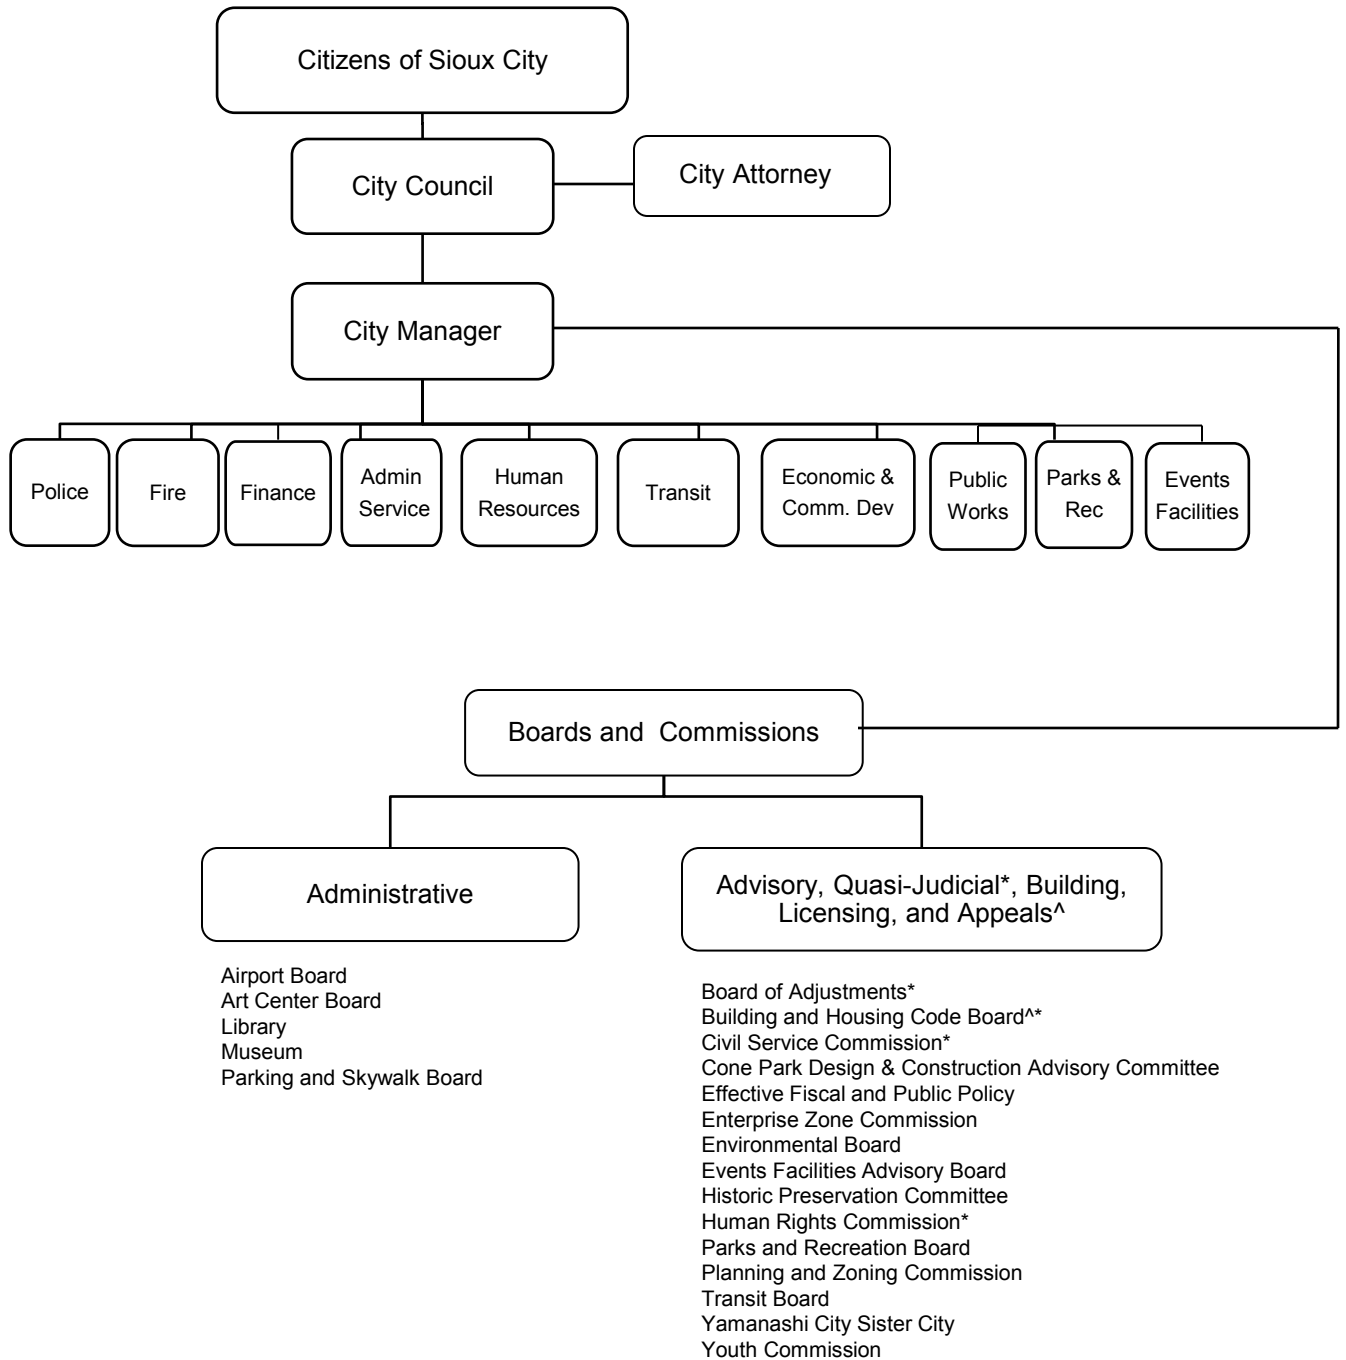 Citizens of Sioux City
City Council
City Attorney
City Manager
Police
Fire
Finance
Admin
Service
Human
Resources
Transit
Economic &
Comm. Dev
Public
Works
Parks &
Rec
Events
Facilities
Boards and Commissions
Administrative
Airport Board
Art Center Board
Library
Museum
Parking and Skywalk Board
Advisory, Quasi-Judicial*, Building,
Licensing, and Appeals^
Board of Adjustments*
Building and Housing Code Board^*
Civil Service Commission*
Cone Park Design & Construction Advisory Committee
Effective Fiscal and Public Policy
Enterprise Zone Commission
Environmental Board
Events Facilities Advisory Board
Historic Preservation Committee
Human Rights Commission*
Parks and Recreation Board
Planning and Zoning Commission
Transit Board
Yamanashi City Sister City
Youth Commission